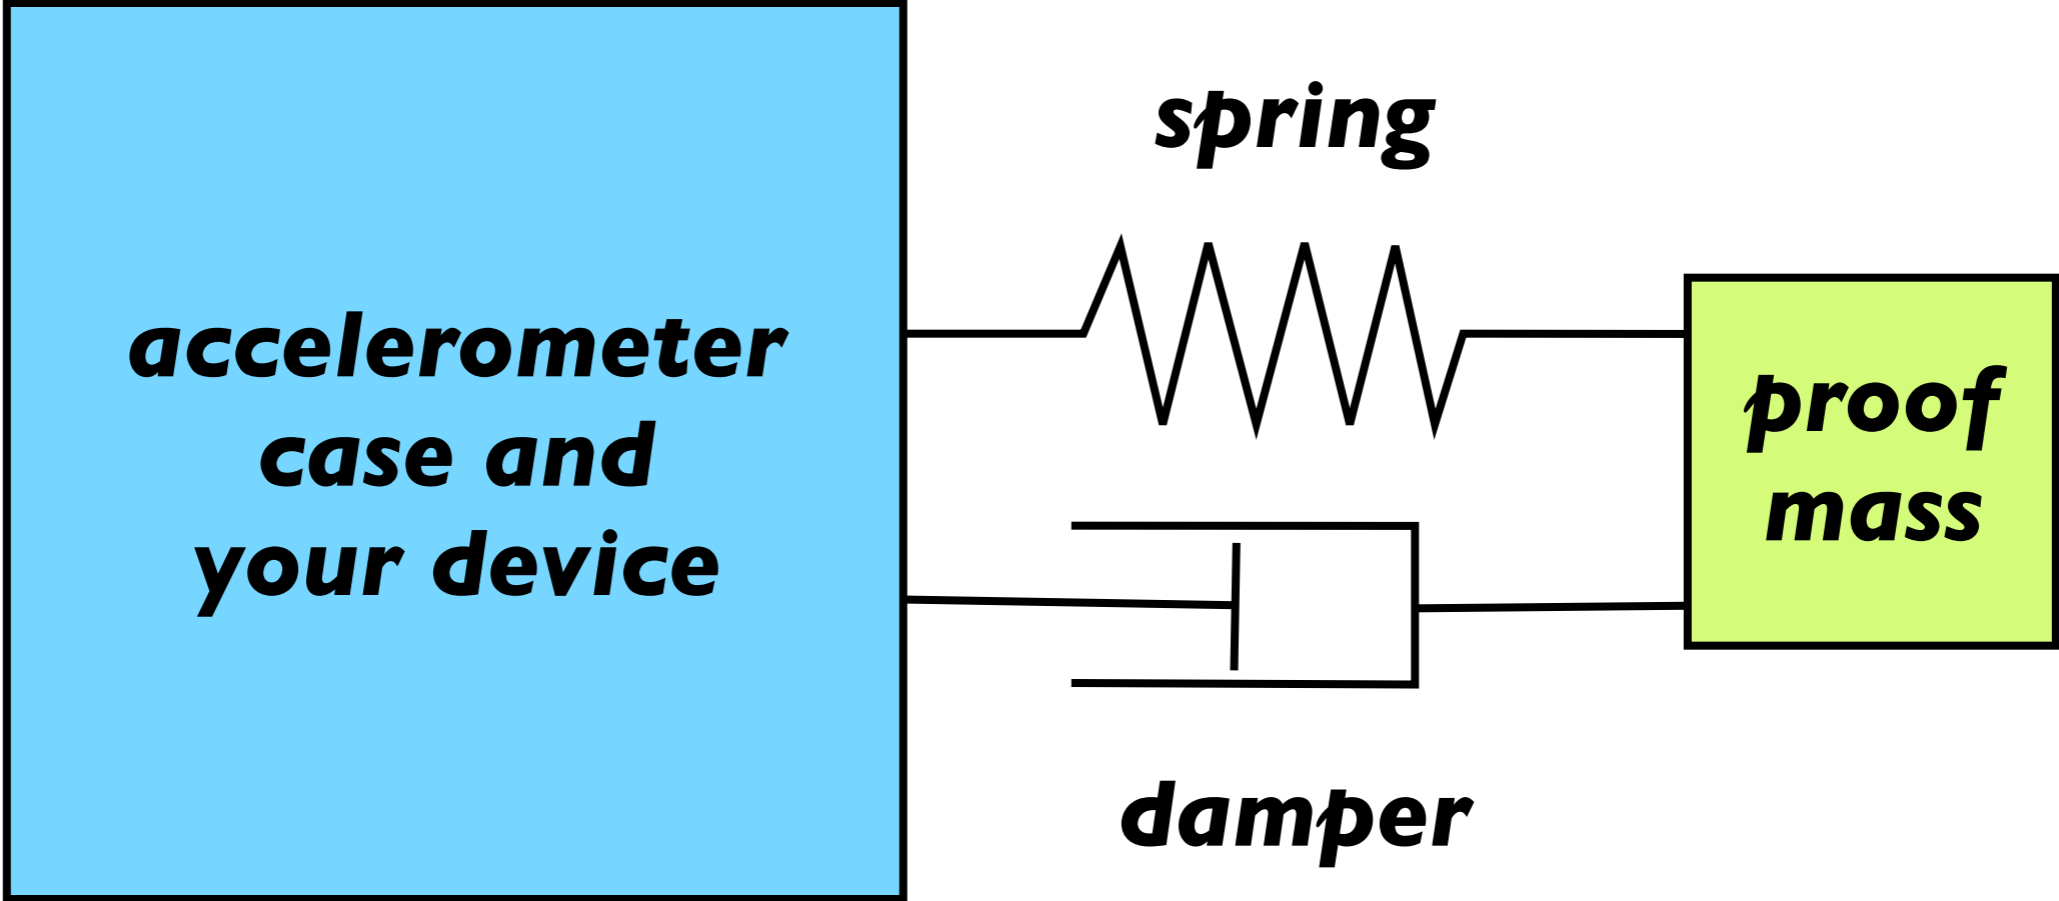 accelerometer
case and
your device
spring
proof
mass
damper